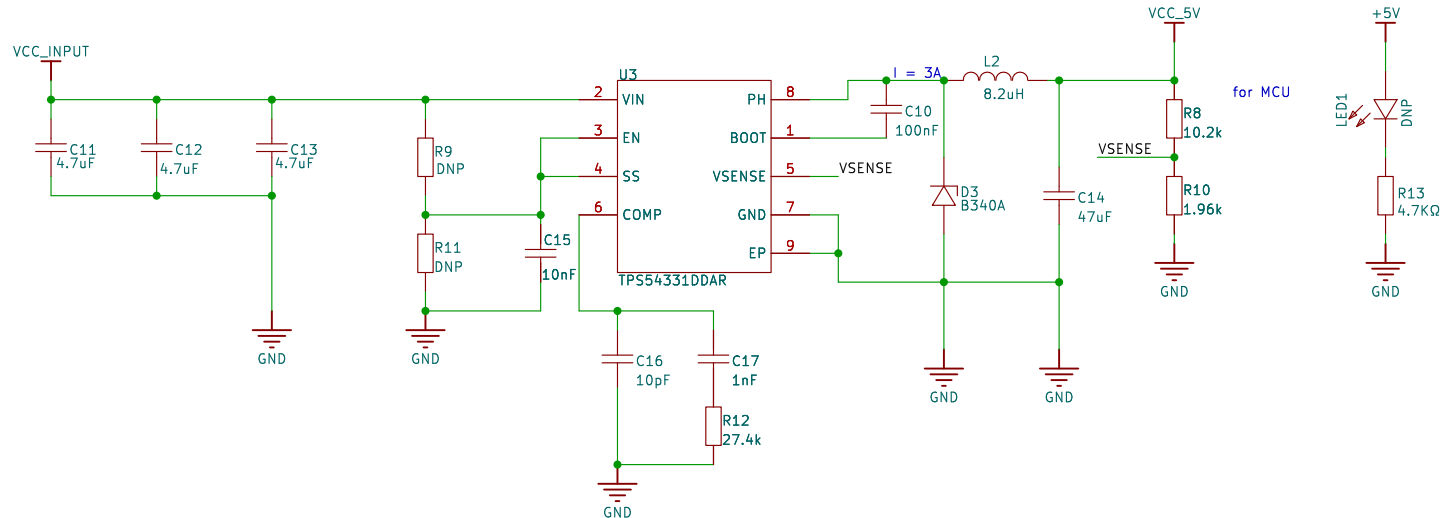 VCC_5V
+5V
VCC_INPUT
U3
I = 3A
L2
8.2uH
for MCU
LED1
DNP
2
VIN
PH
8
C10
100nF
R8
10.2k
3
EN
BOOT
1
C11
4.7uF
C12
4.7uF
C13
4.7uF
R9
DNP
VSENSE
4
SS
VSENSE
5
VSENSE
D3
B340A
C14
47uF
R10
1.96k
R13
4.7KΩ
6
COMP
GND
7
R11
DNP
C15
10nF
EP
9
TPS54331DDAR
GND
GND
GND
GND
C16
10pF
C17
1nF
GND
GND
R12
27.4k
GND